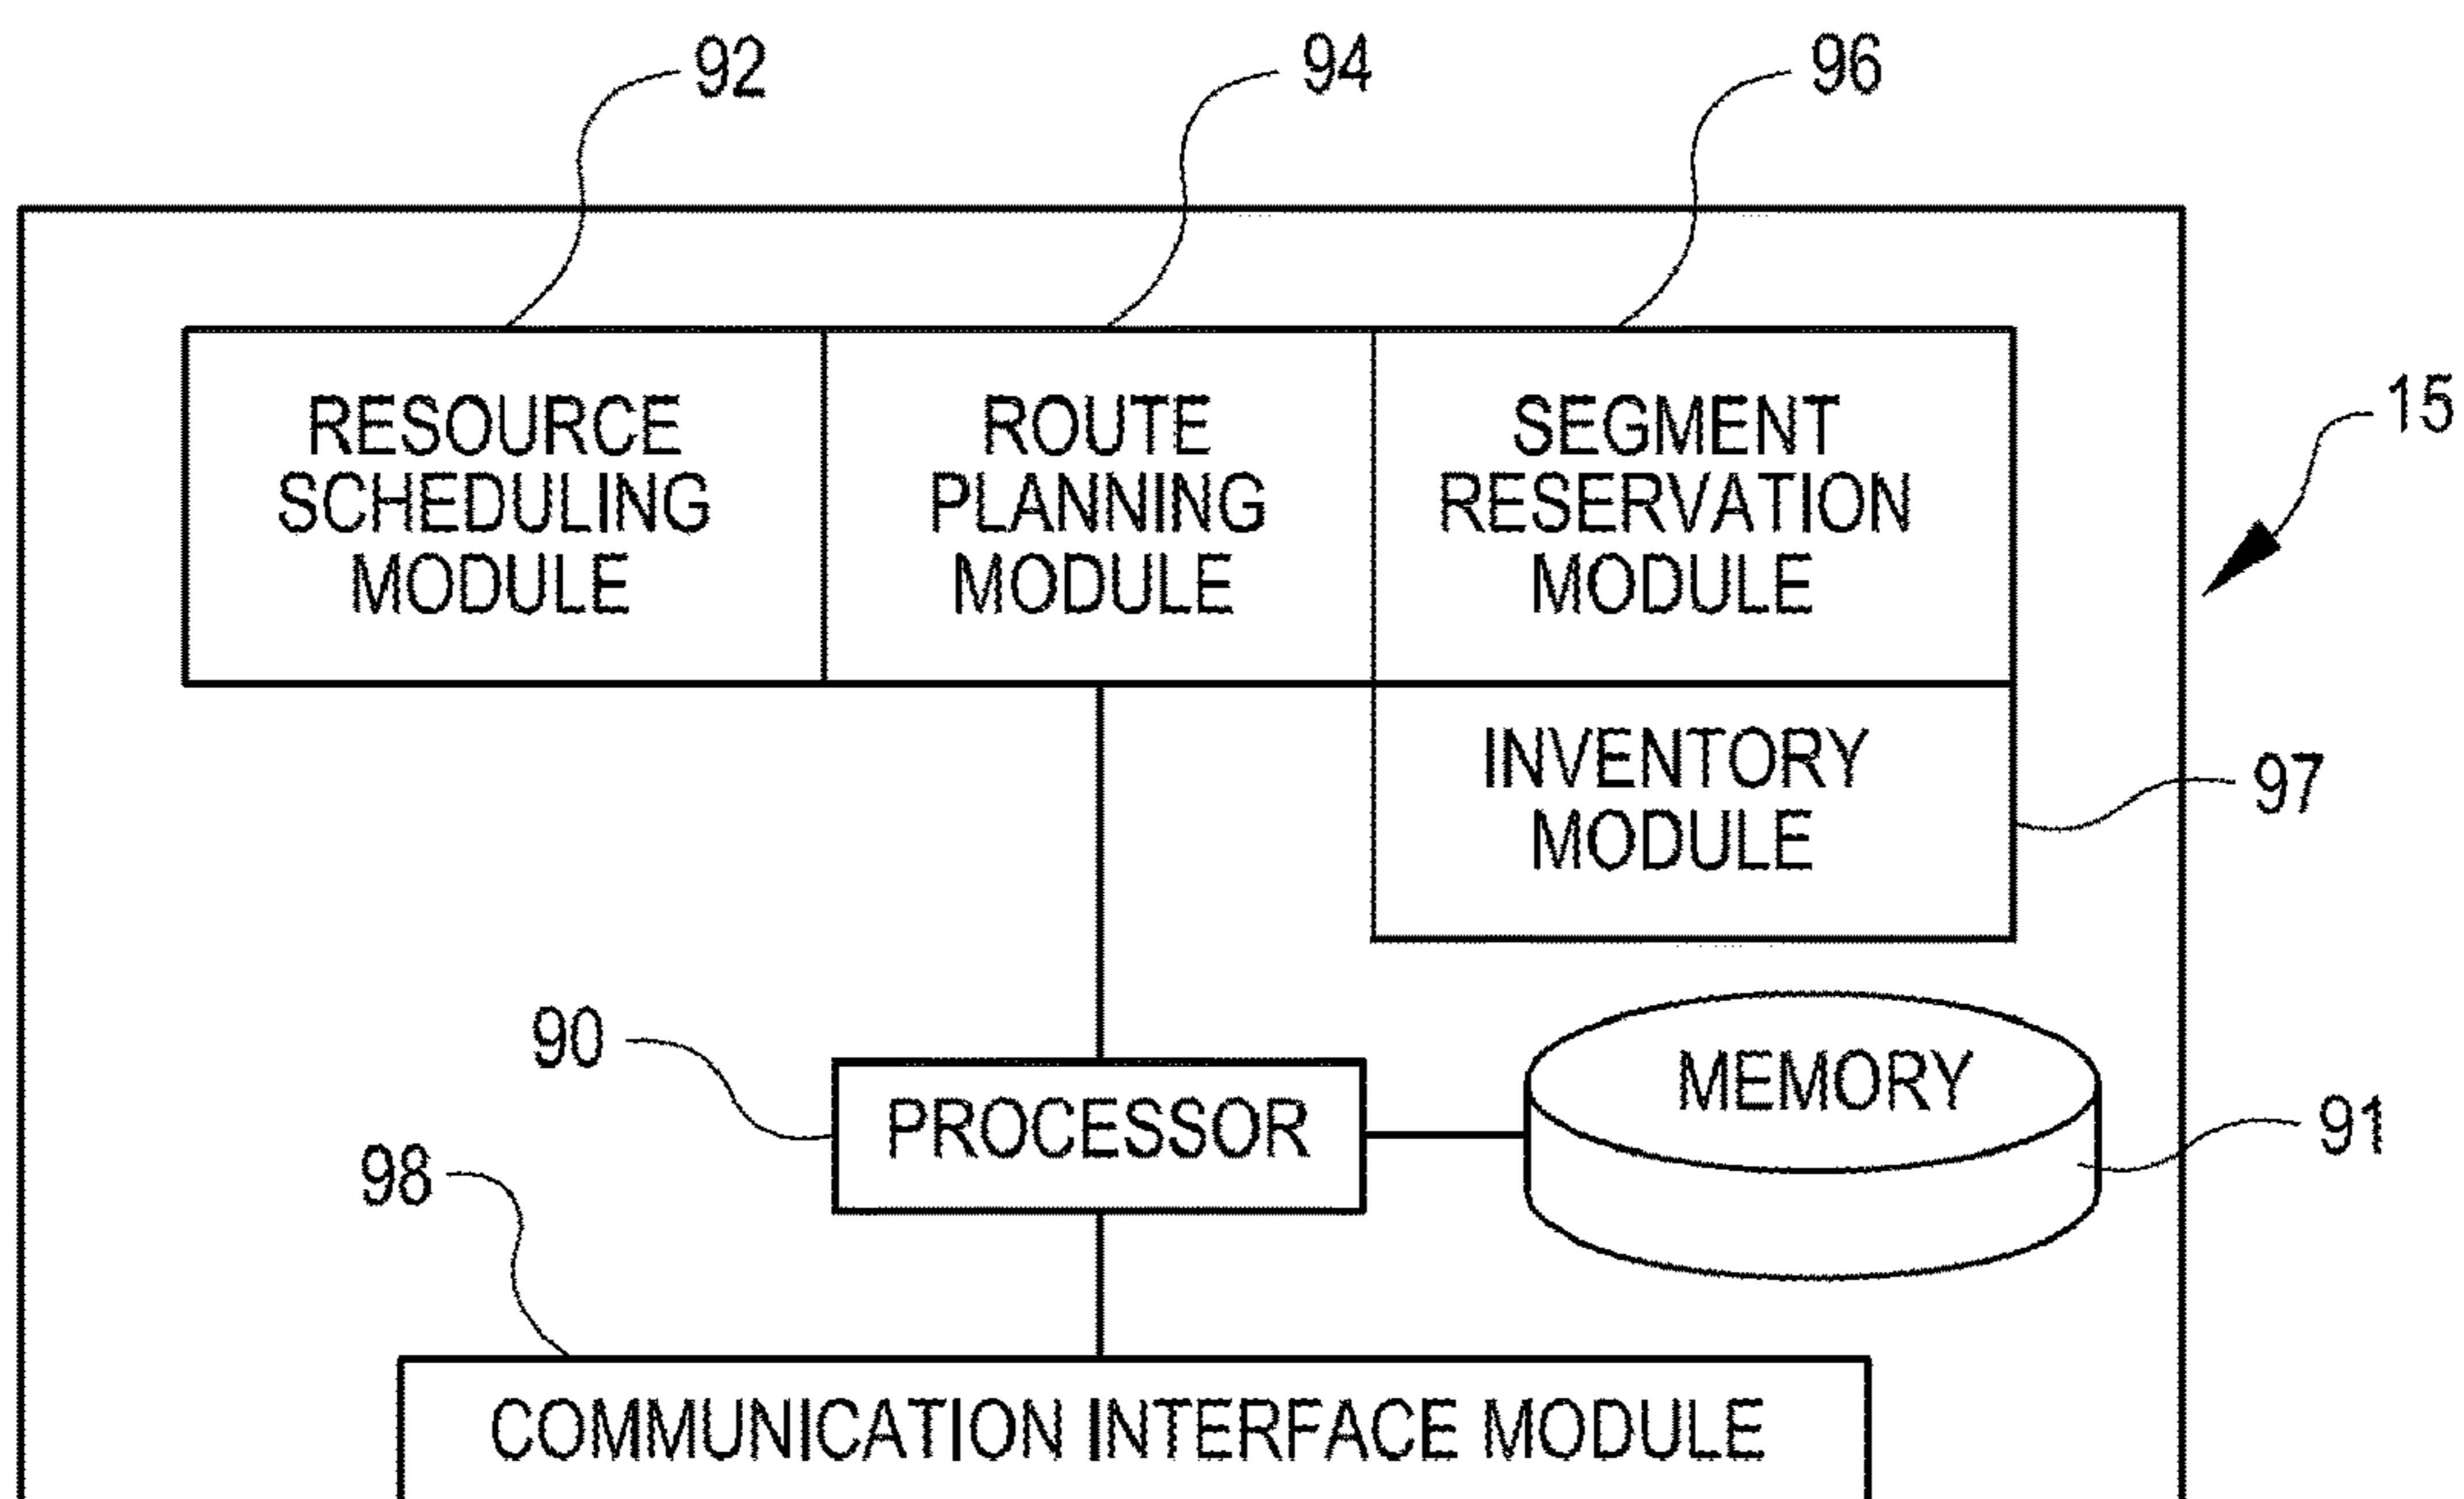 92
94
96
RESOURCE
SCHEDULING
MODULE
ROUTE
PLANNING
MODULE
SEGMENT
RESERVATION
MODULE
15
INVENTORY
MODULE
97
90
PROCESSOR
MEMORY
91
98
COMMUNICATION INTERFACE MODULE